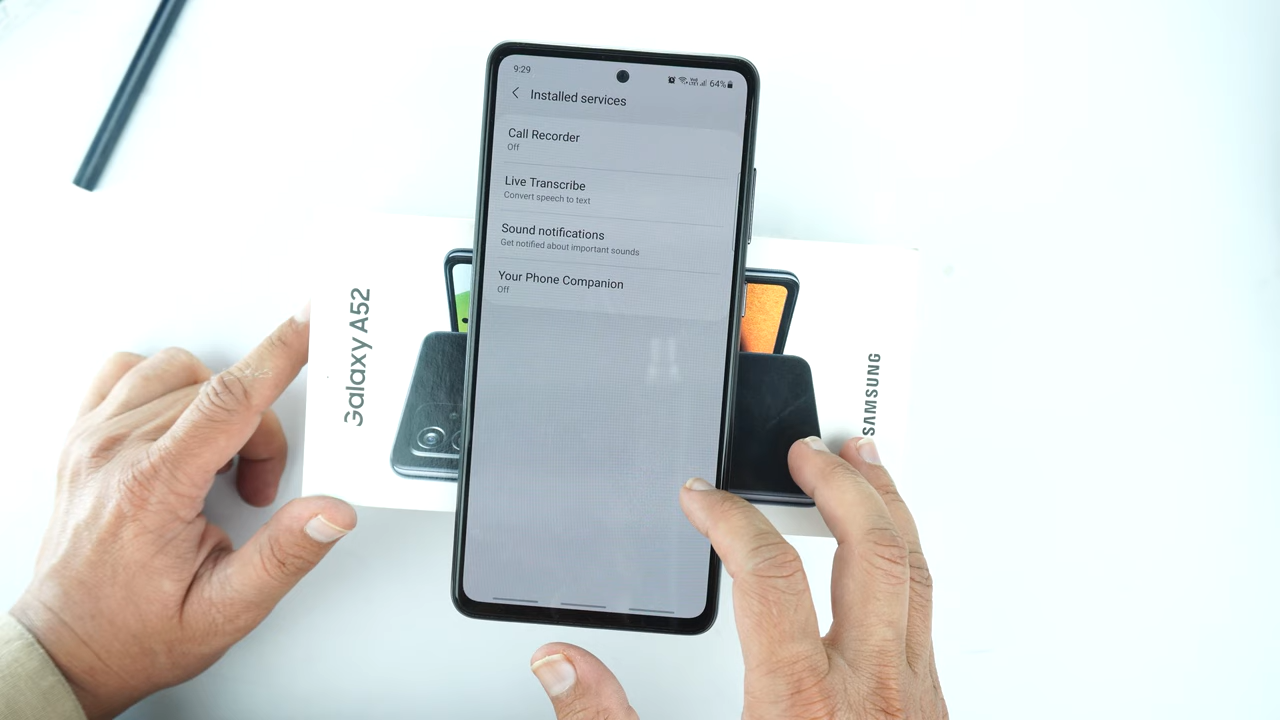 9:29
64%
Installed services
Call Recorder
Off
Live Transcribe
Convert speech to text
Sound notifications
Get notified about important sounds
Your Phone Companion
Off
Galaxy A52
SAMSUNG